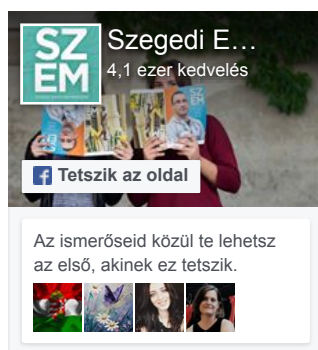 SZ
EM
Szegedi E…
4,1 ezer kedvelés
Tetszik az oldal
Az ismerőseid közül te lehetsz
az első, akinek ez tetszik.